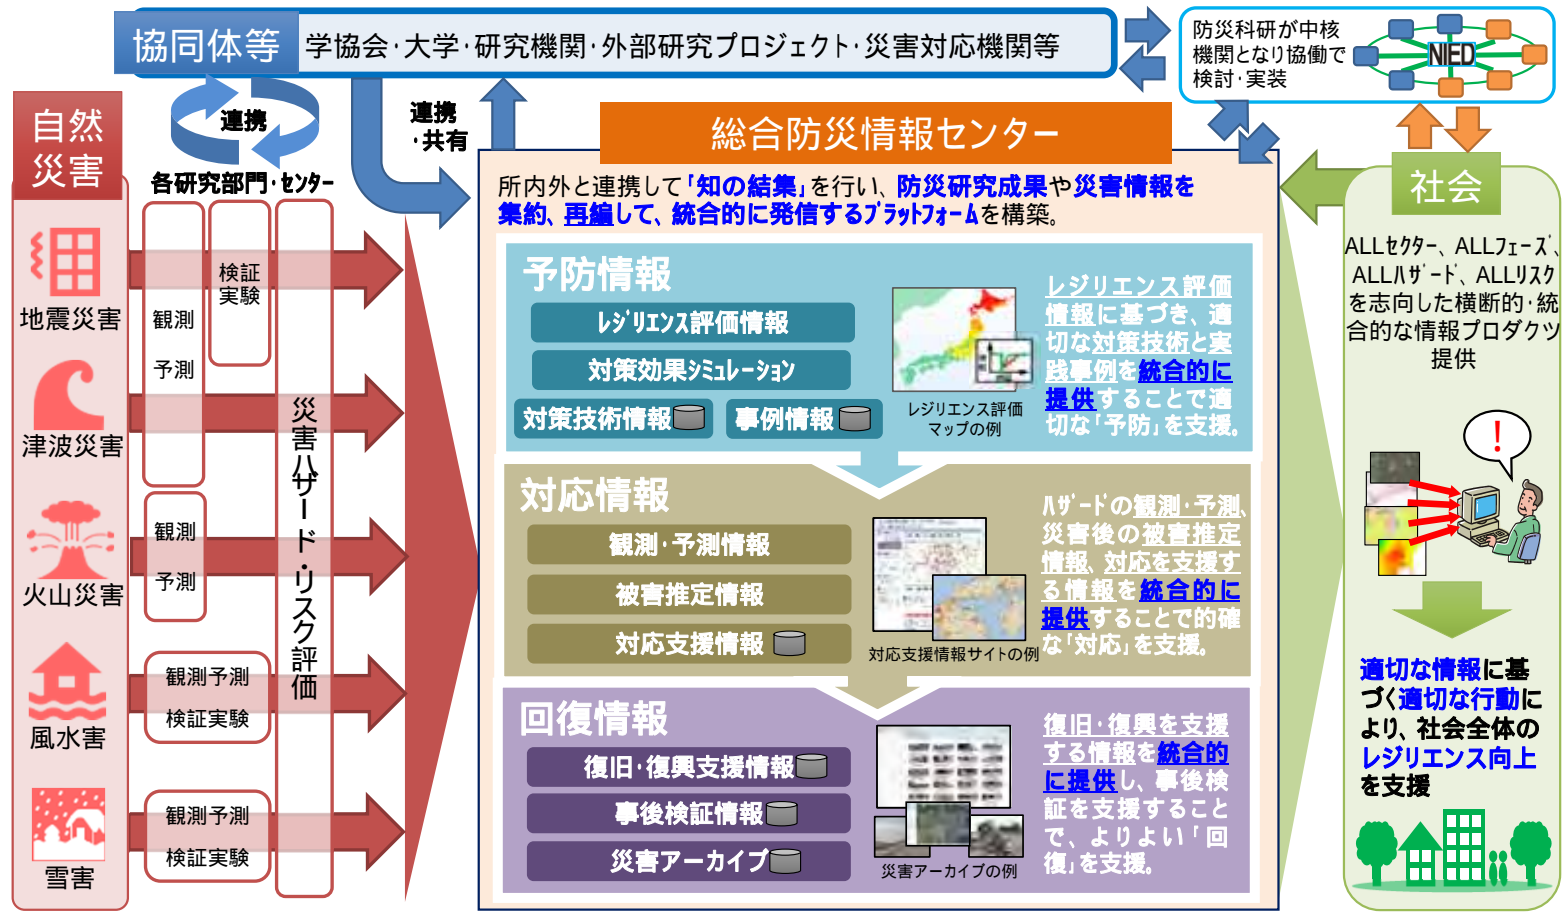 協同体等
学協会・大学・研究機関・外部研究プロジェクト・災害対応機関等
防災科研が中核
機関となり協働で
検討・実装
NIED
自然
災害
連携
各研究部門・センター
連携
・共有
総合防災情報センター
社会
所内外と連携して「知の結集」を行い、防災研究成果や災害情報を
集約、再編して、統合的に発信するプラットフォームを構築。
地震災害
津波災害
火山災害
風水害
雪害
観測
予測
検証
実験
観測
予測
観測予測
検証実験
観測予測
検証実験
災害ハザード・リスク評価
予防情報
レジリエンス評価情報
対策効果シミュレーション
対策技術情報
事例情報
レジリエンス評価
マップの例
レジリエンス評価
情報に基づき、適
切な対策技術と実
践事例を統合的に
提供することで適
切な「予防」を支援。
対応情報
観測・予測情報
被害推定情報
対応支援情報
対応支援情報サイトの例
ハザードの観測・予測、
災害後の被害推定
情報、対応を支援す
る情報を統合的に
提供することで的確
な「対応」を支援。
回復情報
復旧・復興支援情報
事後検証情報
災害アーカイブ
災害アーカイブの例
復旧・復興を支援
する情報を統合的
に提供し、事後検
証を支援すること
で、よりよい「回
復」を支援。
ALLセクター、ALLフェーズ、
ALLハザード、ALLリスク
を志向した横断的・統
合的な情報プロダクツ
提供
!
適切な情報に基
づく適切な行動に
より、社会全体の
レジリエンス向上
を支援